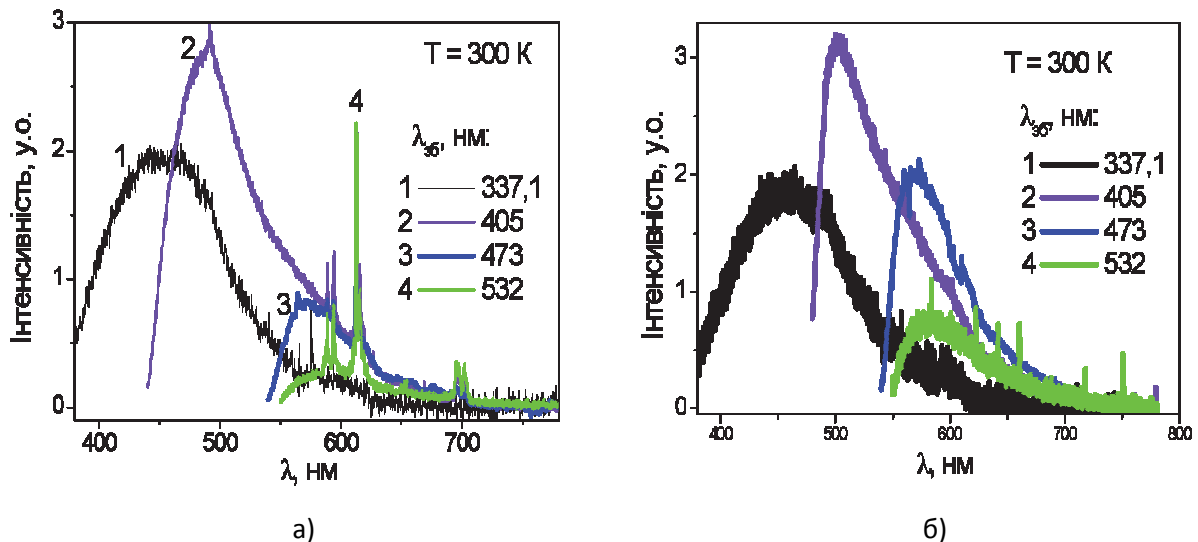 3
2
1
0
Інтенсивність, у.о.
400
500
600
700
λ, нм
1
2
3
4
T = 300 K
λзб, нм:
1 337,1
2 405
3 473
4 532
а)
3
2
1
0
Інтенсивність, у.о.
400
500
600
700
800
λ, нм
T = 300 K
λзб, нм:
1 337,1
2 405
3 473
4 532
б)